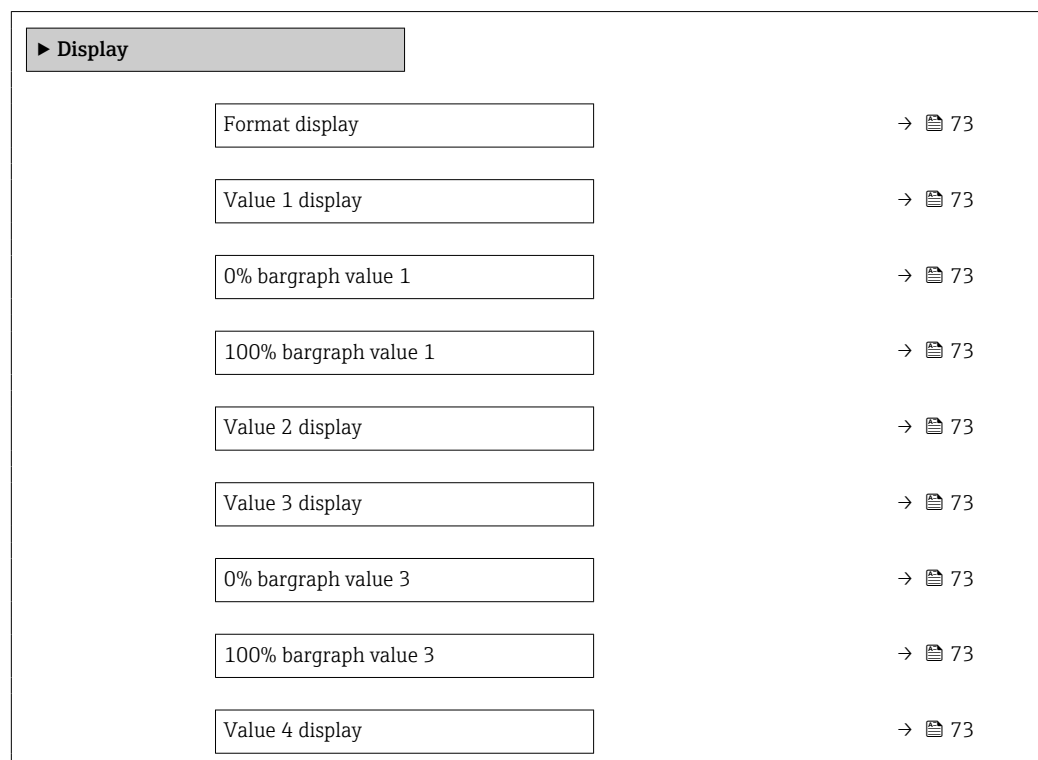 ▶ Display
Format display → 73
Value 1 display → 73
0% bargraph value 1 → 73
100% bargraph value 1 → 73
Value 2 display → 73
Value 3 display → 73
0% bargraph value 3 → 73
100% bargraph value 3 → 73
Value 4 display → 73